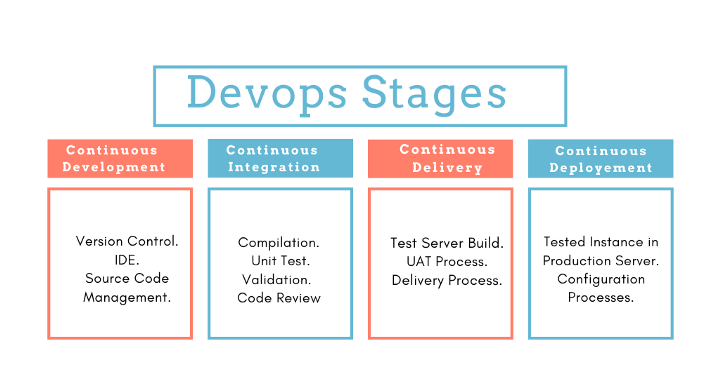 Devops Stages
Continuous
Development
Continuous
Integration
Continuous
Delivery
Continuous
Deployement
Version Control.
IDE.
Source Code
Management.
Compilation.
Unit Test.
Validation.
Code Review
Test Server Build.
UAT Process.
Delivery Process.
Tested Instance in
Production Server.
Configuration
Processes.